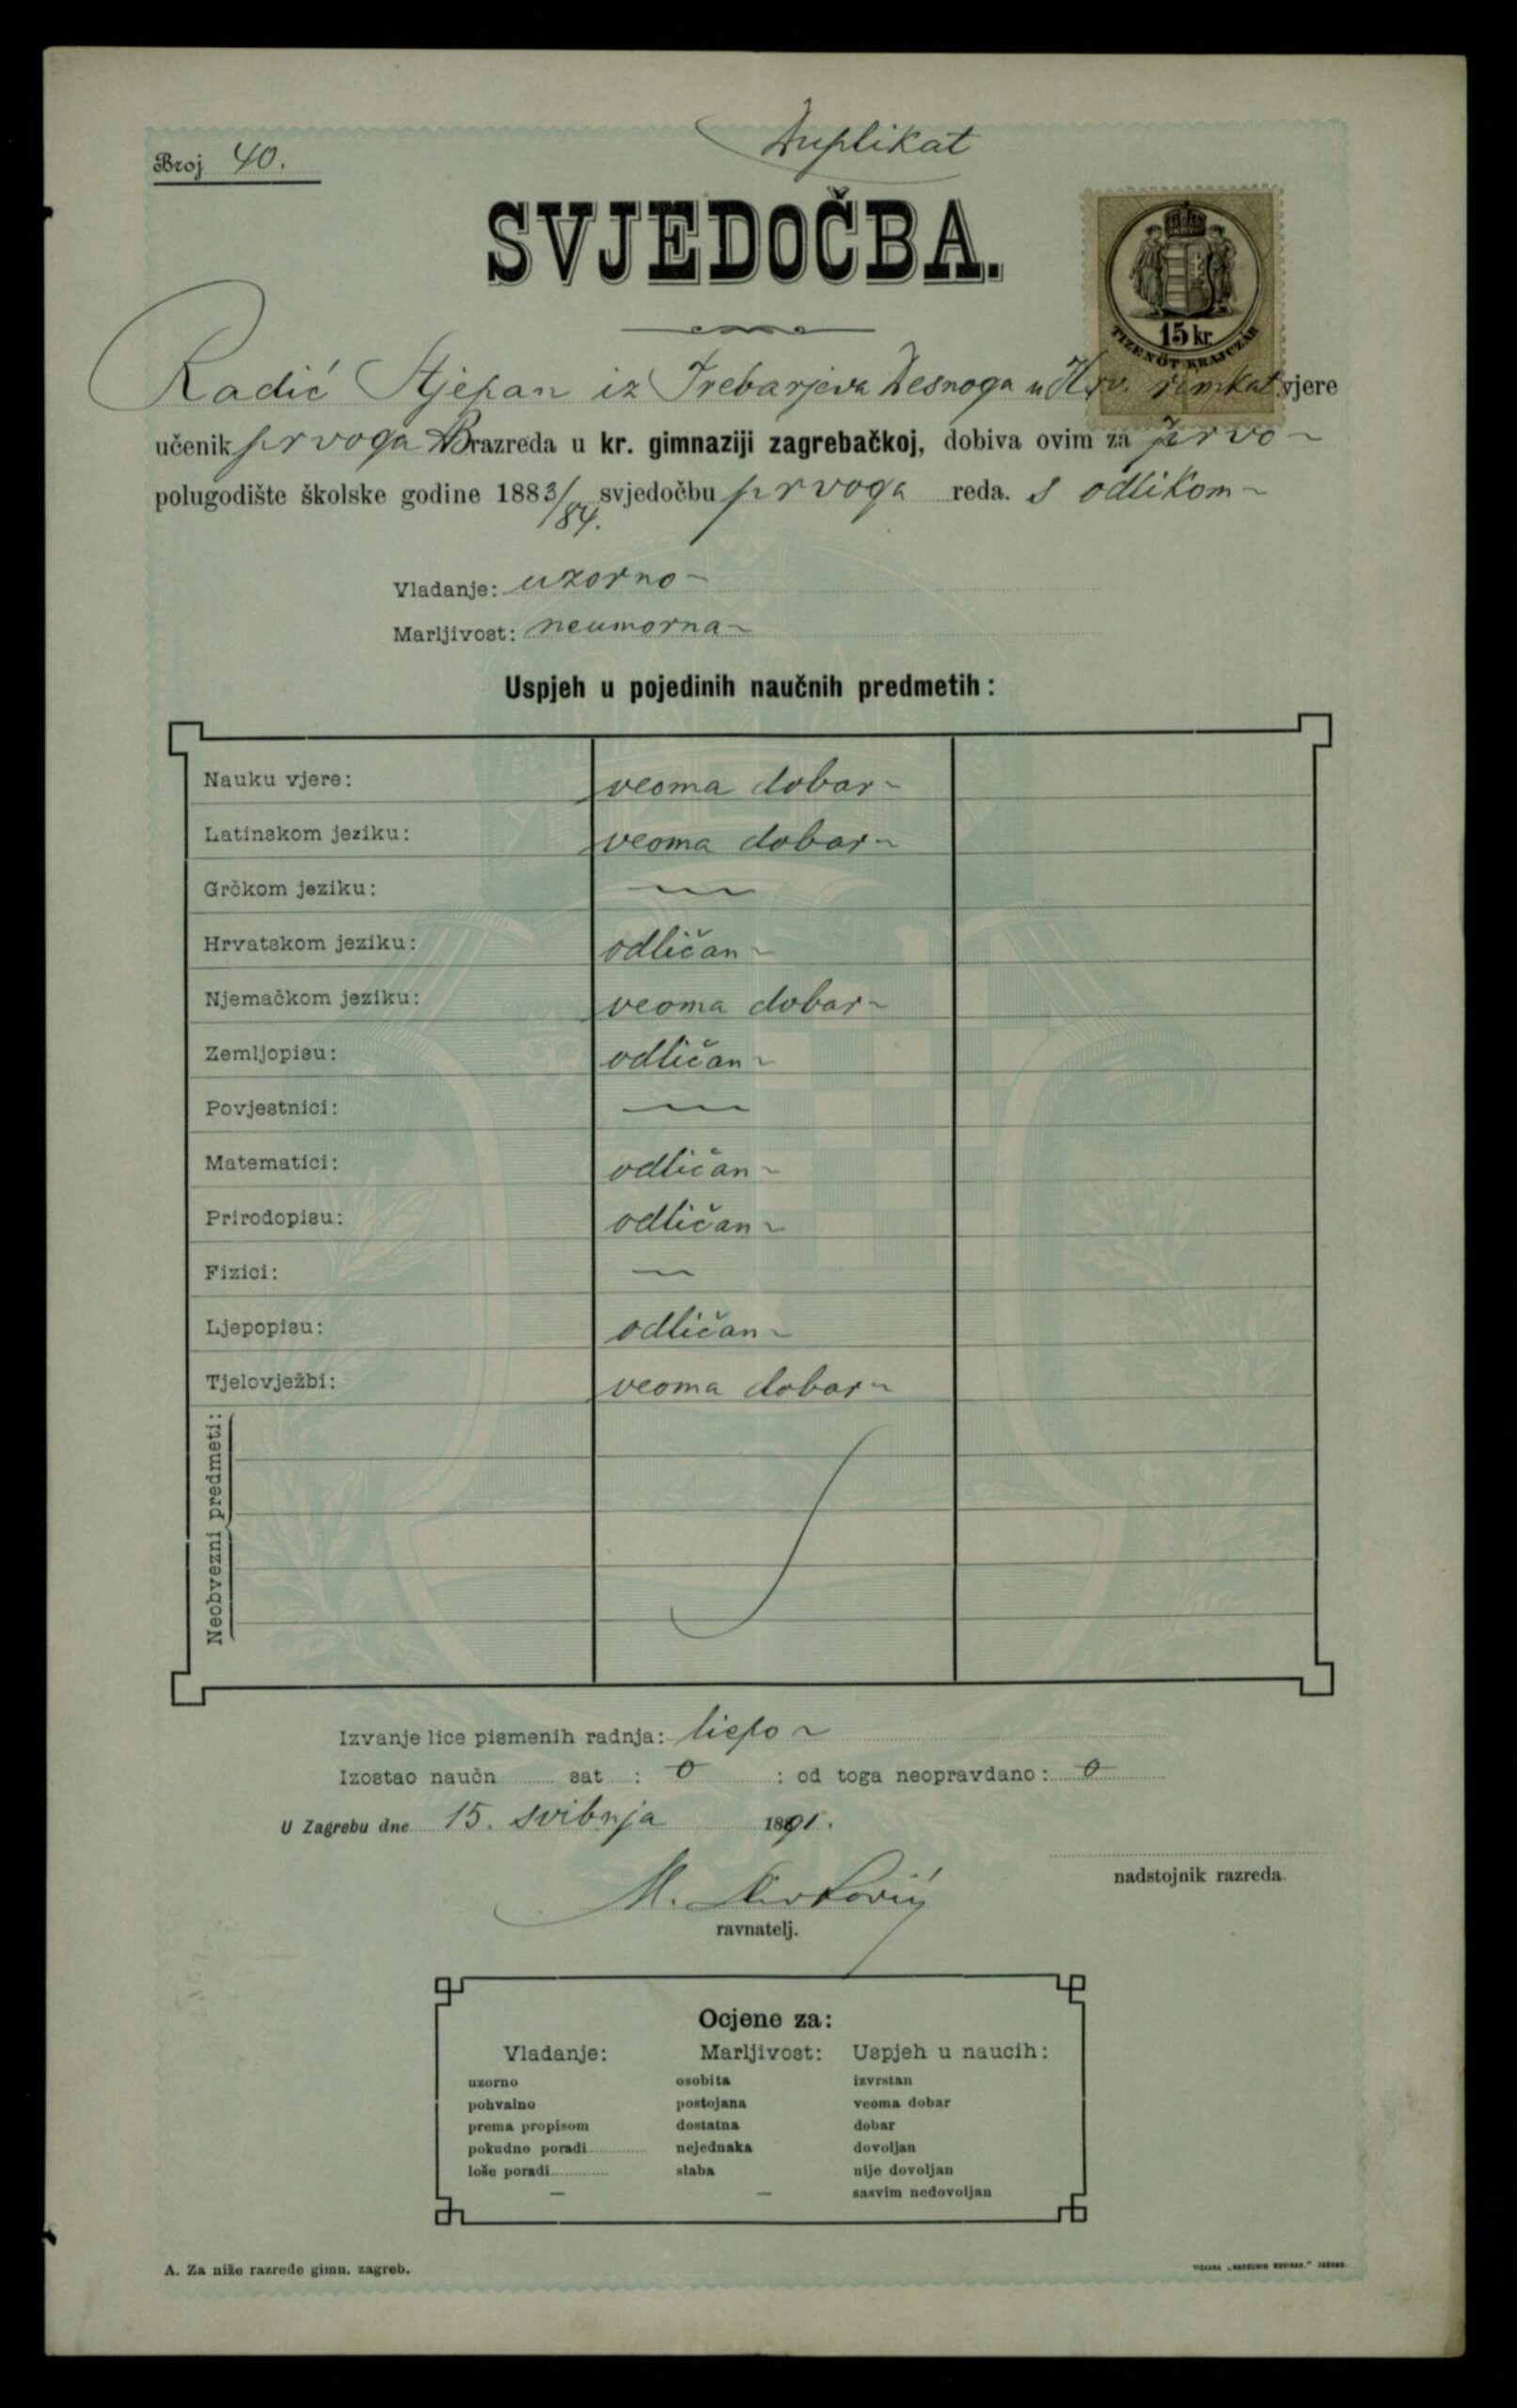 Duplikat
Broj 40.
SVJEDOČBA.
15 kr.
TIZENÖT KRAJCZÁR
Radić Stjepan iz Trebarjeva Desnoga u Hrv. rimkat. vjere
učenik prvoga B razreda u kr. gimnaziji zagrebačkoj, dobiva ovim za prvo
polugodište školske godine 1883/84. svjedočbu prvoga reda. s odlikom
Vladanje: uzorno
Marljivost: neumorna
Uspjeh u pojedinih naučnih predmetih:
Nauku vjere: veoma dobar
Latinskom jeziku: veoma dobar
Grčkom jeziku: —
Hrvatskom jeziku: odličan
Njemačkom jeziku: veoma dobar
Zemljopisu: odličan
Povjestnici: —
Matematici: odličan
Prirodopisu: odličan
Fizici: —
Ljepopisu: odličan
Tjelovježbi: veoma dobar
Neobvezni predmeti:
Izvanje lice pismenih radnja: liepo
Izostao naučn sat : 0 : od toga neopravdano: 0
U Zagrebu dne 15. svibnja 1891.
M.
nadstojnik razreda.
ravnatelj.
Ocjene za:
Vladanje: Marljivost: Uspjeh u naucih:
uzorno osobita izvrstan
pohvalno postojana veoma dobar
prema propisom dostatna dobar
pokudno poradi nejednaka dovoljan
loše poradi slaba nije dovoljan
— — sasvim nedovoljan
A. Za niže razrede gimn. zagreb.
TISKARA „NARODNIH NOVINAH." ZAGREB.